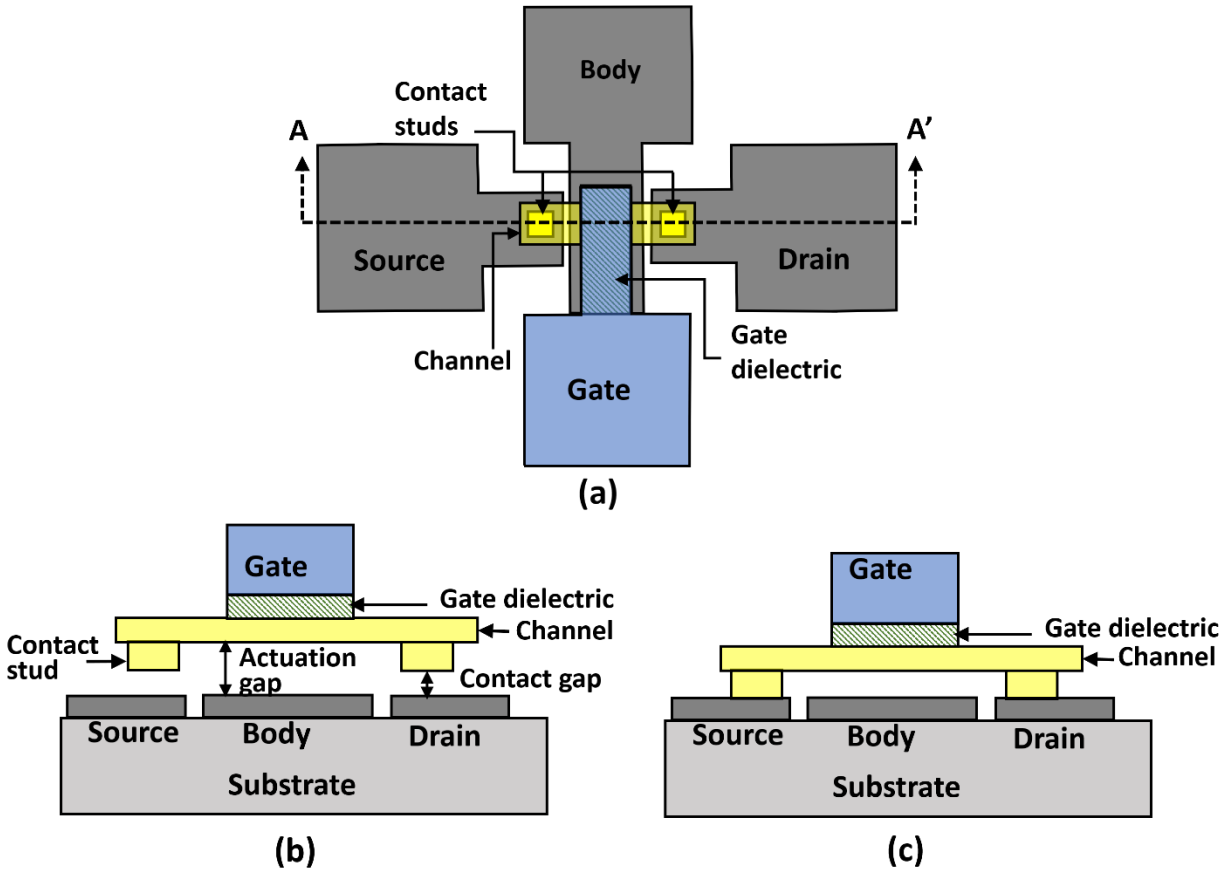 Body
Contact
studs
A
A’
Source
Drain
Channel
Gate
dielectric
Gate
(a)
Gate
Gate dielectric
Channel
Contact
stud
Actuation
gap
Contact gap
Source
Body
Drain
Substrate
(b)
Gate
Gate dielectric
Channel
Source
Body
Drain
Substrate
(c)